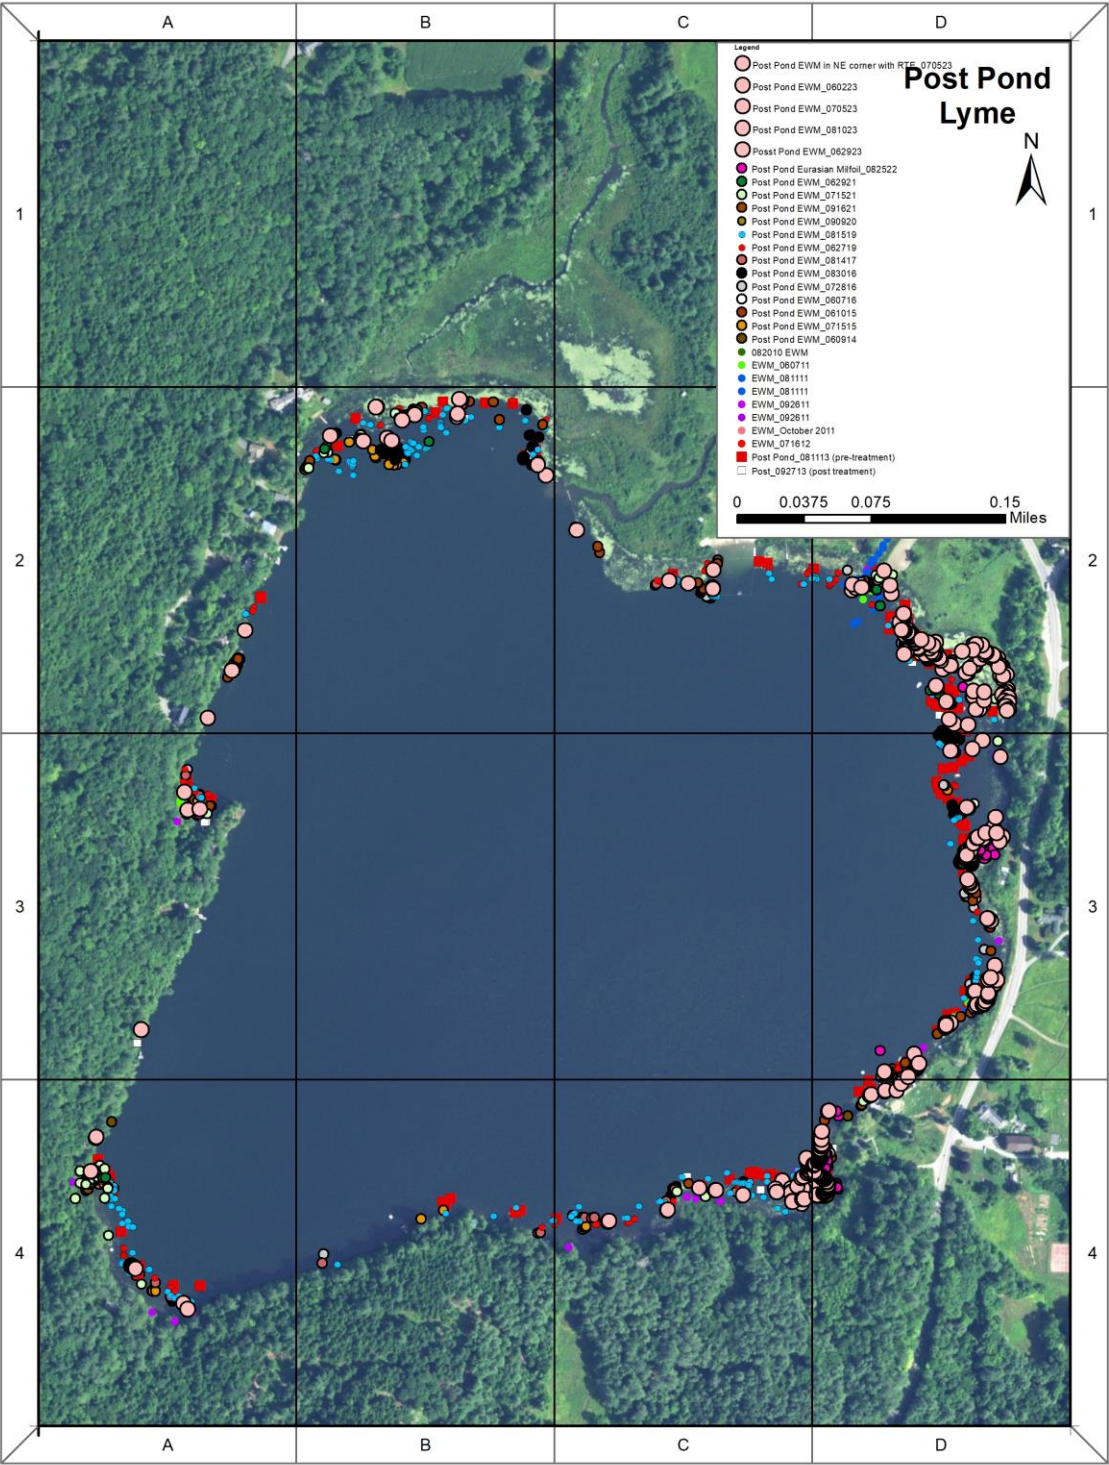 A B C D
Legend
Post Pond EWM in NE corner with RTE_070523
Post Pond
Lyme
Post Pond EWM_060223
Post Pond EWM_070523
Post Pond EWM_081023
Posst Pond EWM_062923
N
Post Pond Eurasian Milfoil_082522
Post Pond EWM_062921
Post Pond EWM_071521
Post Pond EWM_091621
Post Pond EWM_090920
Post Pond EWM_081519
Post Pond EWM_062719
Post Pond EWM_081417
Post Pond EWM_083016
Post Pond EWM_072816
Post Pond EWM_060716
Post Pond EWM_061015
Post Pond EWM_071515
Post Pond EWM_060914
082010 EWM
EWM_060711
EWM_081111
EWM_081111
EWM_092611
EWM_092611
EWM_October 2011
EWM_071612
Post Pond_081113 (pre-treatment)
Post_092713 (post treatment)
0 0.0375 0.075 0.15
Miles
1 1
2 2
3 3
4 4
A B C D